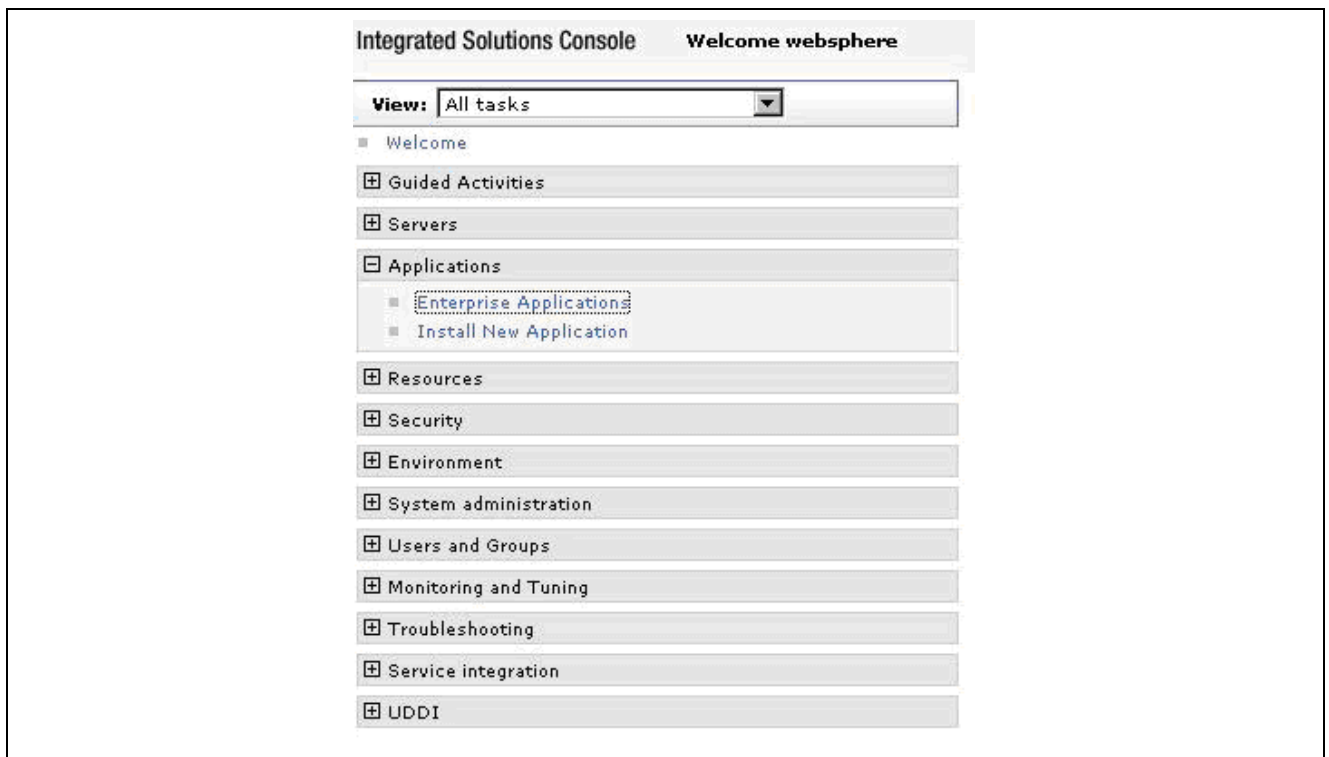 Integrated Solutions Console Welcome websphere
View: All tasks
Welcome
Guided Activities
Servers
Applications
Enterprise Applications
Install New Application
Resources
Security
Environment
System administration
Users and Groups
Monitoring and Tuning
Troubleshooting
Service integration
UDDI